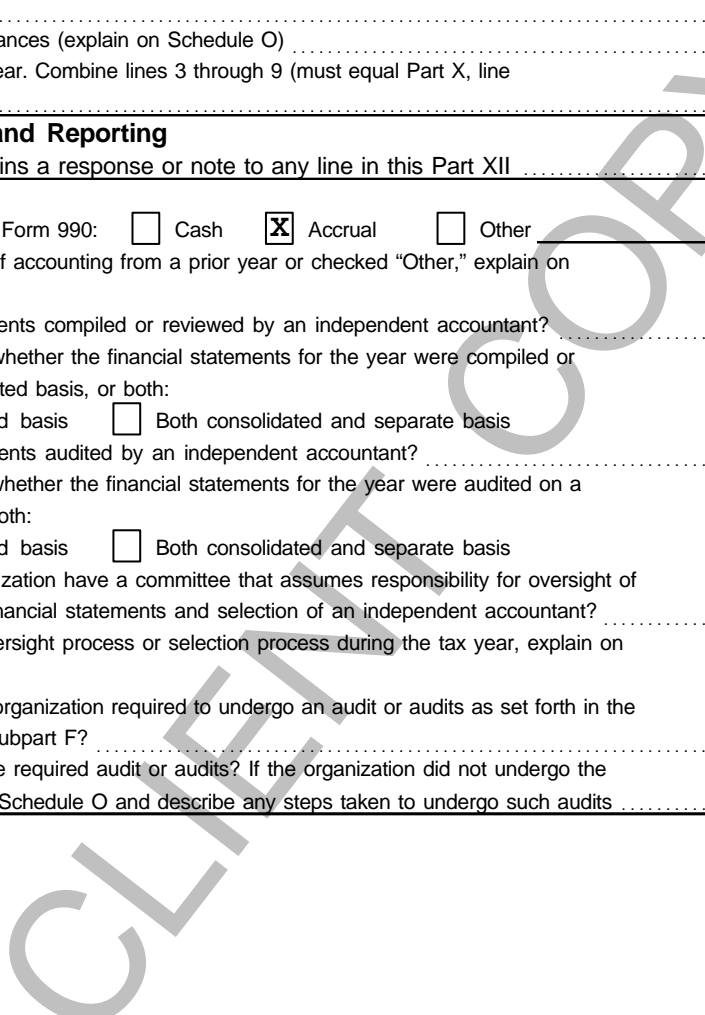 ances (explain on Schedule O)
ear. Combine lines 3 through 9 (must equal Part X, line
and Reporting
ins a response or note to any line in this Part XII
Form 990: Cash X Accrual Other
f accounting from a prior year or checked “Other,” explain on
ents compiled or reviewed by an independent accountant?
whether the financial statements for the year were compiled or
ted basis, or both:
d basis Both consolidated and separate basis
ents audited by an independent accountant?
whether the financial statements for the year were audited on a
oth:
d basis Both consolidated and separate basis
ization have a committee that assumes responsibility for oversight of
nancial statements and selection of an independent accountant?
ersight process or selection process during the tax year, explain on
organization required to undergo an audit or audits as set forth in the
ubpart F?
e required audit or audits? If the organization did not undergo the
Schedule O and describe any steps taken to undergo such audits
CLIENT COPY